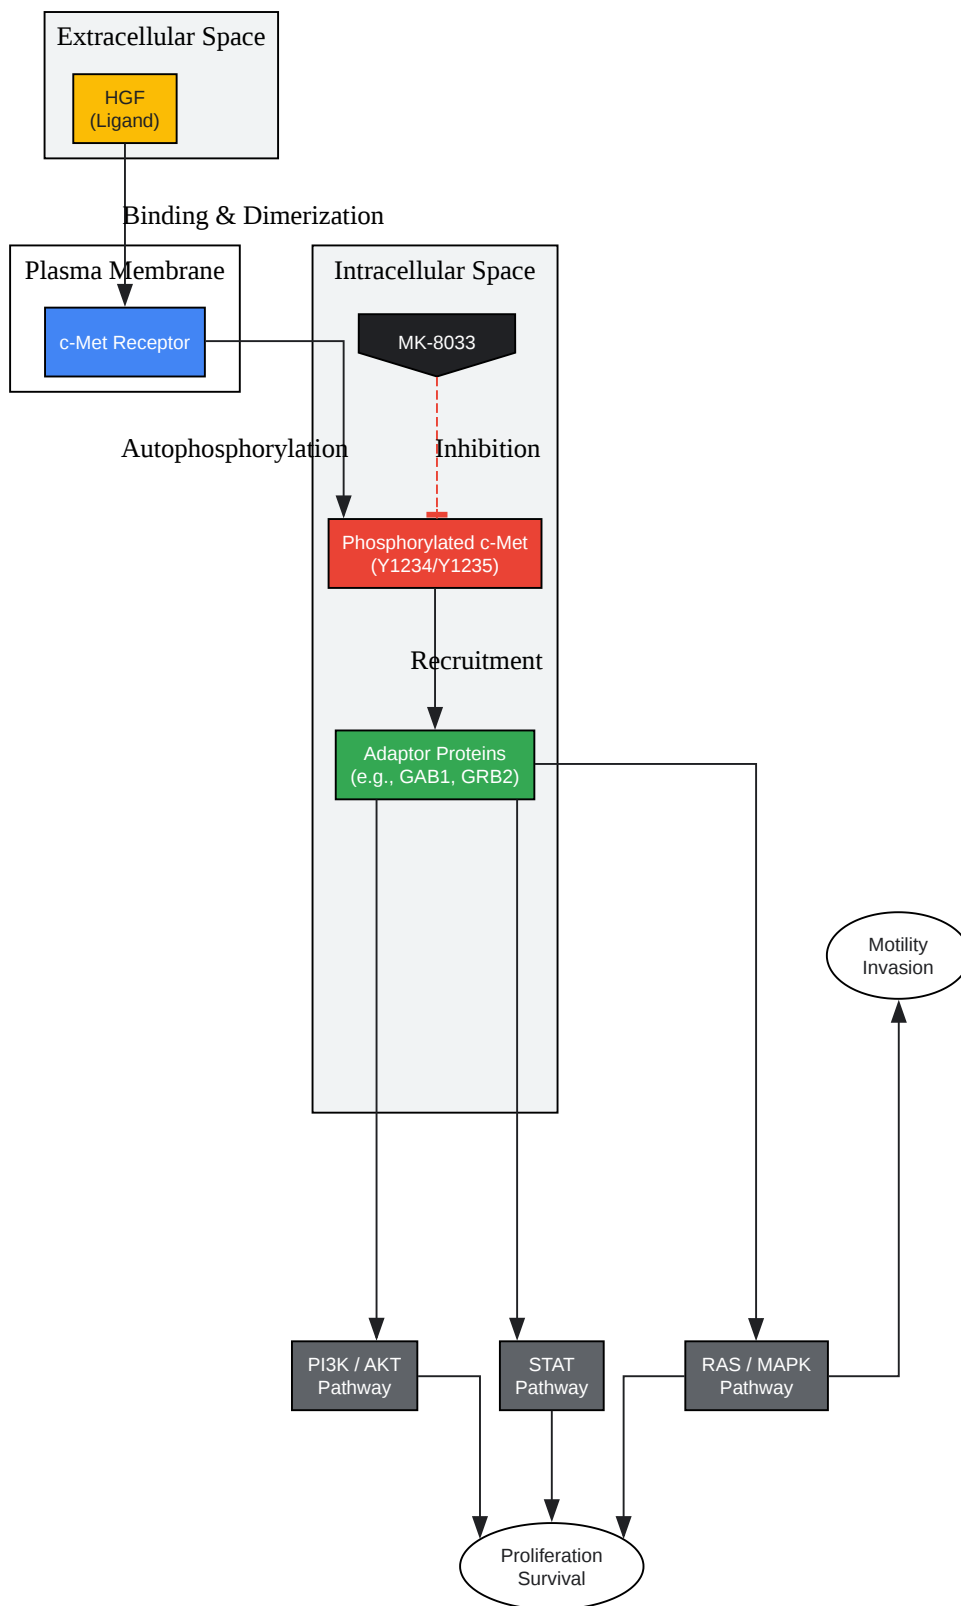 Extracellular Space
HGF
(Ligand)
Binding & Dimerization
Plasma Membrane
Intracellular Space
c-Met Receptor
MK-8033
Autophosphorylation
Inhibition
Phosphorylated c-Met
(Y1234/Y1235)
Recruitment
Adaptor Proteins
(e.g., GAB1, GRB2)
Motility
Invasion
PI3K / AKT
Pathway
STAT
Pathway
RAS / MAPK
Pathway
Proliferation
Survival